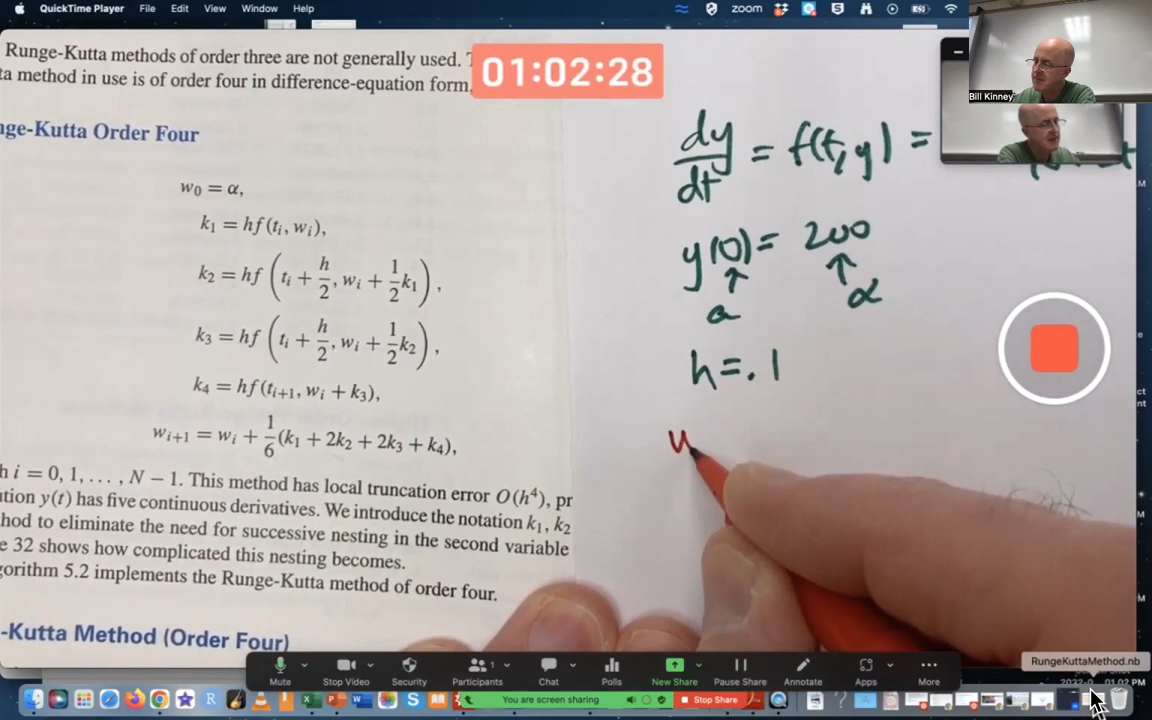 QuickTime Player File Edit View Window Help
zoom
Runge-Kutta methods of order three are not generally used.
ta method in use is of order four in difference-equation form
01:02:28
Bill Kinney
nge-Kutta Order Four
w₀ = α,
k₁ = hf(tᵢ, wᵢ),
k₂ = hf(tᵢ + h/2, wᵢ + 1/2 k₁),
k₃ = hf(tᵢ + h/2, wᵢ + 1/2 k₂),
k₄ = hf(tᵢ₊₁, wᵢ + k₃),
wᵢ₊₁ = wᵢ + 1/6 (k₁ + 2k₂ + 2k₃ + k₄),
h i = 0, 1, . . . , N − 1. This method has local truncation error O(h⁴), pr
ution y(t) has five continuous derivatives. We introduce the notation k₁, k₂
hod to eliminate the need for successive nesting in the second variable
e 32 shows how complicated this nesting becomes.
gorithm 5.2 implements the Runge-Kutta method of order four.
-Kutta Method (Order Four)
dy/dt = f(t, y) =
y(0) = 200
a α
h = .1
RungeKuttaMethod.nb
Mute Stop Video Security Participants 1 Chat Polls New Share Pause Share Annotate Apps More
You are screen sharing Stop Share